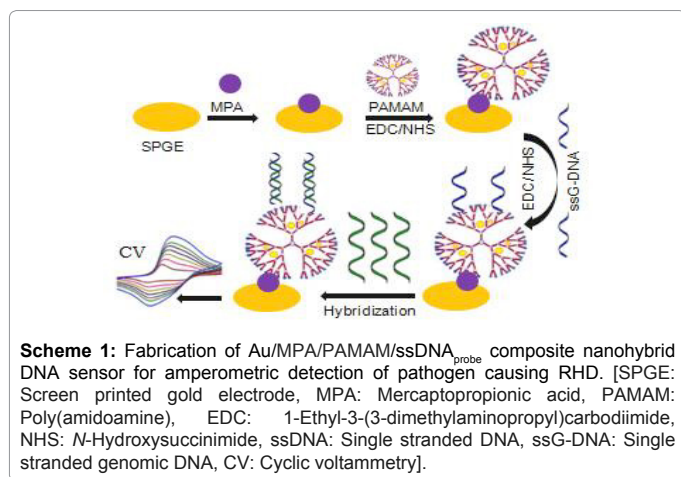 MPA
PAMAM
EDC/NHS
SPGE
EDC/NHS
ssG-DNA
CV
Hybridization
Scheme 1: Fabrication of Au/MPA/PAMAM/ssDNAprobe composite nanohybrid
DNA sensor for amperometric detection of pathogen causing RHD. [SPGE:
Screen printed gold electrode, MPA: Mercaptopropionic acid, PAMAM:
Poly(amidoamine), EDC: 1-Ethyl-3-(3-dimethylaminopropyl)carbodiimide,
NHS: N-Hydroxysuccinimide, ssDNA: Single stranded DNA, ssG-DNA: Single
stranded genomic DNA, CV: Cyclic voltammetry].